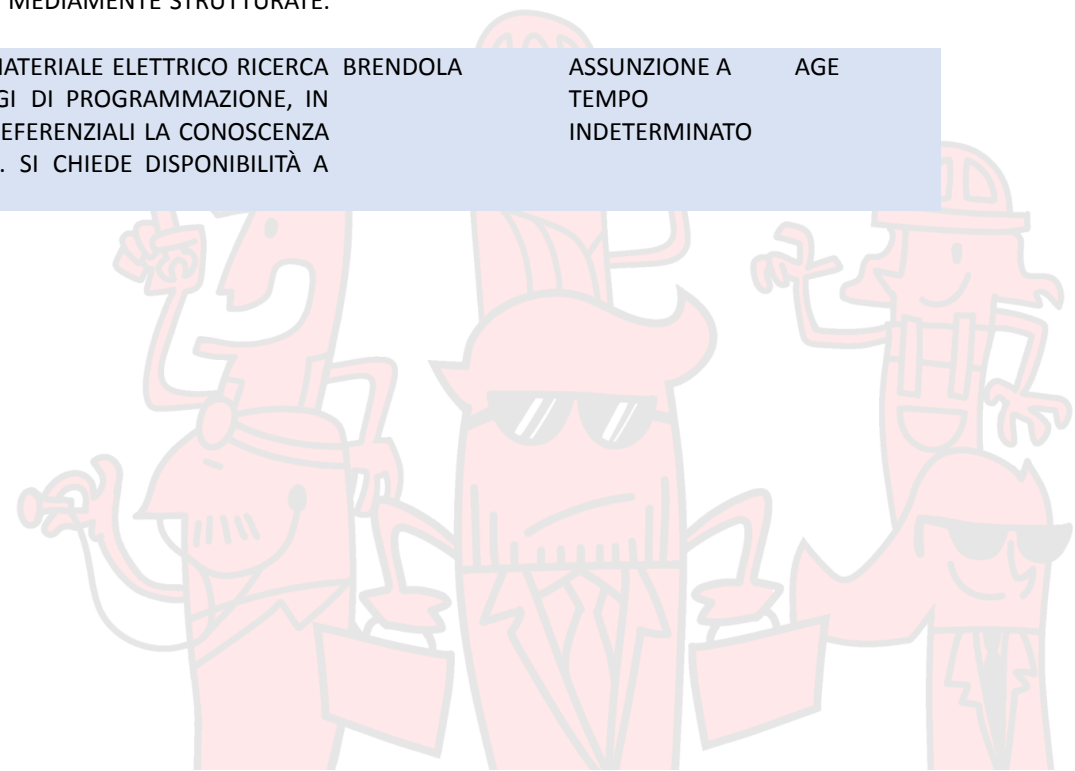 MEDIAMENTE STRUTTURATE.
MATERIALE ELETTRICO RICERCA BRENDOLA ASSUNZIONE A AGE
GI DI PROGRAMMAZIONE, IN TEMPO
EFERENZIALI LA CONOSCENZA INDETERMINATO
. SI CHIEDE DISPONIBILITÀ A